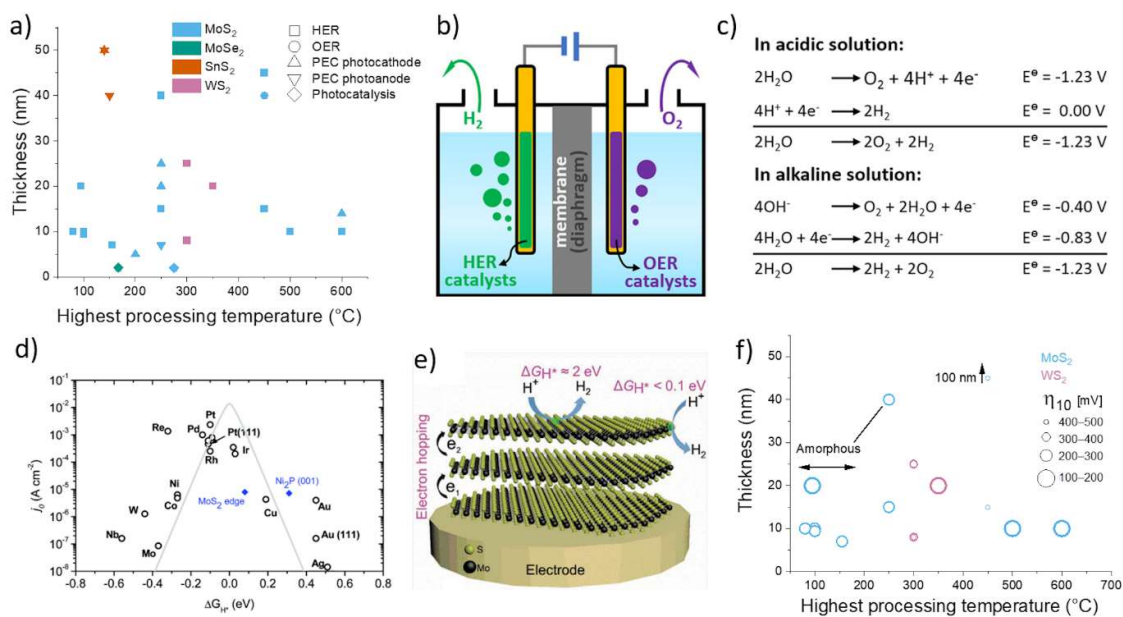 a)
MoS2
MoSe2
SnS2
WS2
HER
OER
PEC photocathode
PEC photoanode
Photocatalysis
Thickness (nm)
50
40
30
20
10
0
100 200 300 400 500 600
Highest processing temperature (°C)
b)
H2
O2
membrane
(diaphragm)
HER
catalysts
OER
catalysts
c)
In acidic solution:
2H2O → O2 + 4H+ + 4e- E⊖ = -1.23 V
4H+ + 4e- → 2H2 E⊖ = 0.00 V
2H2O → 2O2 + 2H2 E⊖ = -1.23 V
In alkaline solution:
4OH- → O2 + 2H2O + 4e- E⊖ = -0.40 V
4H2O + 4e- → 2H2 + 4OH- E⊖ = -0.83 V
2H2O → 2H2 + 2O2 E⊖ = -1.23 V
d)
j0 (A cm-2)
10-1
10-2
10-3
10-4
10-5
10-6
10-7
10-8
Pt
Re
Pd
Pt(111)
Rh
Ir
Ni
Co
MoS2 edge
Ni2P (001)
W
Cu
Au
Nb
Mo
Au (111)
Ag
-0.8 -0.6 -0.4 -0.2 0.0 0.2 0.4 0.6 0.8
ΔGH* (eV)
e)
ΔGH* ≈ 2 eV
H+
H2
ΔGH* < 0.1 eV
H+
H2
Electron hopping
e2
e1
S
Mo
Electrode
f)
MoS2
WS2
η10 [mV]
400–500
300–400
200–300
100–200
100 nm
Amorphous
Thickness (nm)
50
40
30
20
10
0
100 200 300 400 500 600 700
Highest processing temperature (°C)